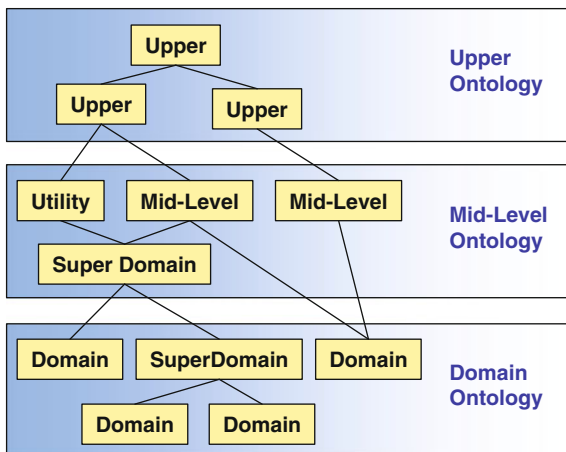 Upper
Upper
Upper
Upper
Ontology
Utility
Mid-Level
Mid-Level
Super Domain
Mid-Level
Ontology
Domain
SuperDomain
Domain
Domain
Domain
Domain
Ontology